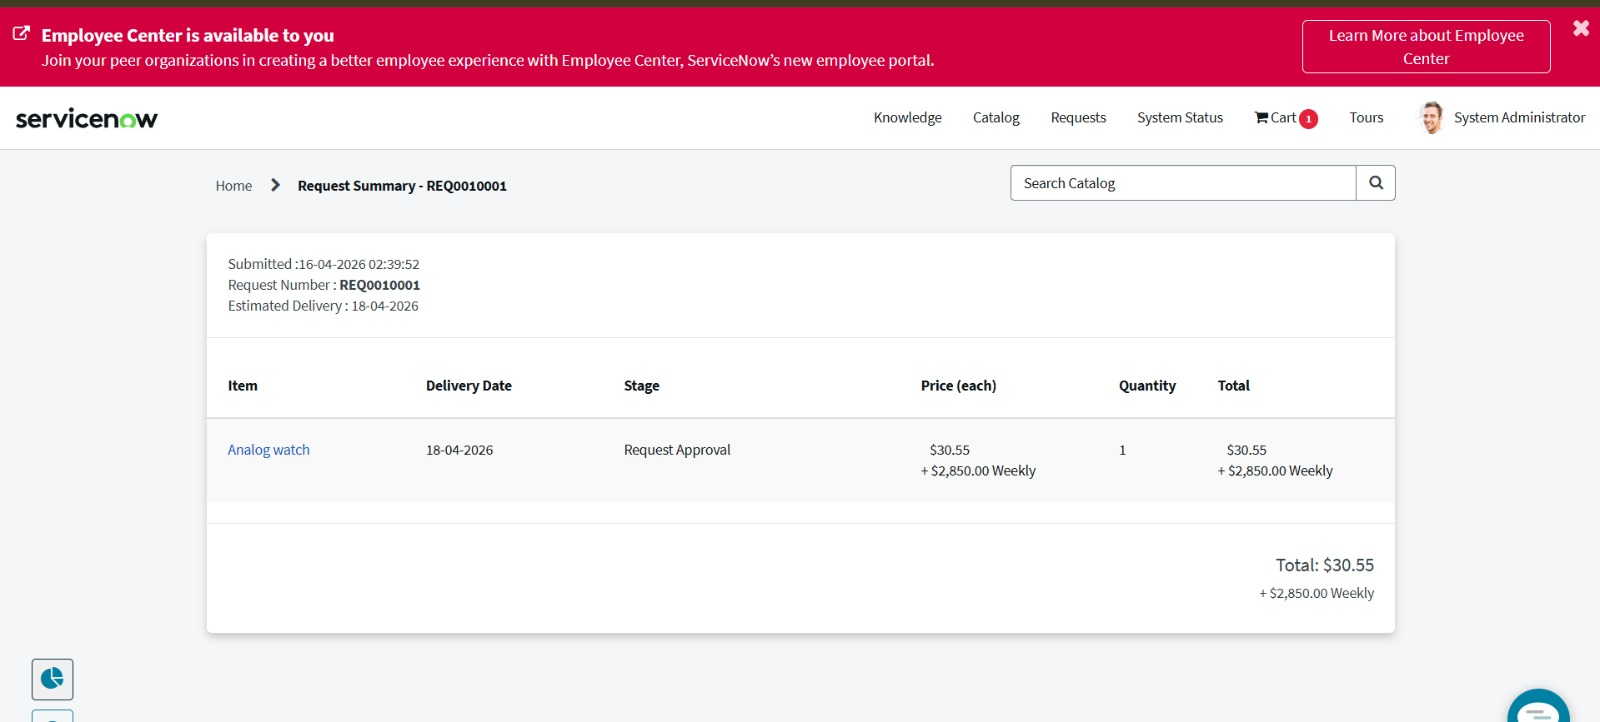 Employee Center is available to you
Join your peer organizations in creating a better employee experience with Employee Center, ServiceNow's new employee portal.
Learn More about Employee
Center
servicenow
Knowledge
Catalog
Requests
System Status
Cart 1
Tours
System Administrator
Home
Request Summary - REQ0010001
Search Catalog
Submitted :16-04-2026 02:39:52
Request Number : REQ0010001
Estimated Delivery : 18-04-2026
Item Delivery Date Stage Price (each) Quantity Total
Analog watch 18-04-2026 Request Approval $30.55 1 $30.55
+ $2,850.00 Weekly + $2,850.00 Weekly
Total: $30.55
+ $2,850.00 Weekly